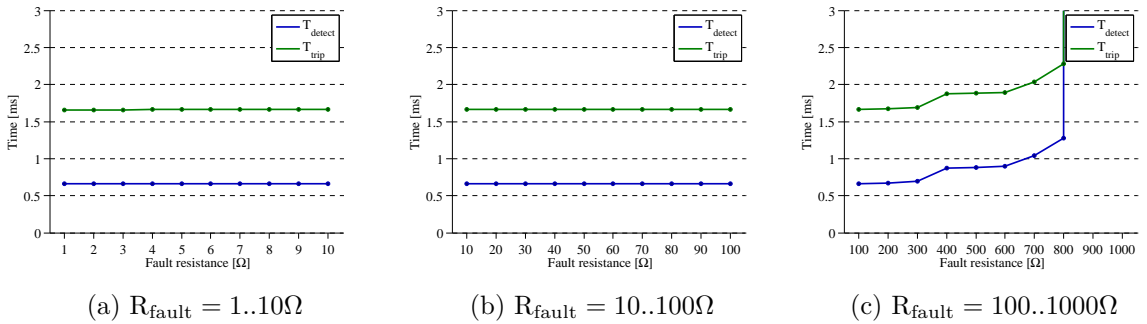 3
2.5
2
1.5
1
0.5
0
Time [ms]
T_detect
T_trip
1 2 3 4 5 6 7 8 9 10
Fault resistance [Ω]
(a) R_fault = 1..10Ω
3
2.5
2
1.5
1
0.5
0
Time [ms]
T_detect
T_trip
10 20 30 40 50 60 70 80 90 100
Fault resistance [Ω]
(b) R_fault = 10..100Ω
3
2.5
2
1.5
1
0.5
0
Time [ms]
T_detect
T_trip
100 200 300 400 500 600 700 800 900 1000
Fault resistance [Ω]
(c) R_fault = 100..1000Ω